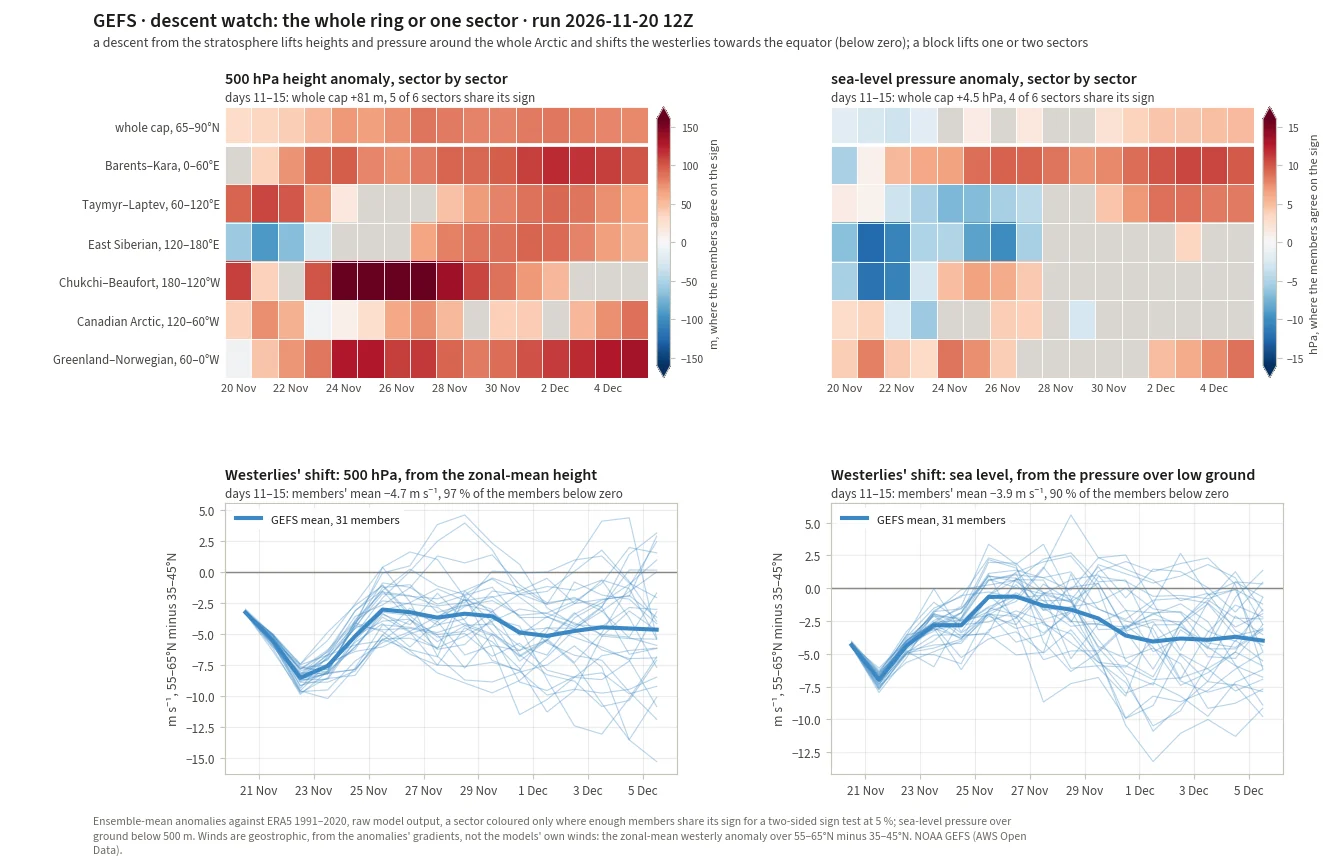 GEFS · descent watch: the whole ring or one sector · run 2026-11-20 12Z
a descent from the stratosphere lifts heights and pressure around the whole Arctic and shifts the westerlies towards the equator (below zero); a block lifts one or two sectors
500 hPa height anomaly, sector by sector
days 11–15: whole cap +81 m, 5 of 6 sectors share its sign
whole cap, 65–90°N
Barents–Kara, 0–60°E
Taymyr–Laptev, 60–120°E
East Siberian, 120–180°E
Chukchi–Beaufort, 180–120°W
Canadian Arctic, 120–60°W
Greenland–Norwegian, 60–0°W
20 Nov 22 Nov 24 Nov 26 Nov 28 Nov 30 Nov 2 Dec 4 Dec
150
100
50
0
−50
−100
−150
m, where the members agree on the sign
sea-level pressure anomaly, sector by sector
days 11–15: whole cap +4.5 hPa, 4 of 6 sectors share its sign
20 Nov 22 Nov 24 Nov 26 Nov 28 Nov 30 Nov 2 Dec 4 Dec
15
10
5
0
−5
−10
−15
hPa, where the members agree on the sign
Westerlies' shift: 500 hPa, from the zonal-mean height
days 11–15: members' mean −4.7 m s⁻¹, 97 % of the members below zero
GEFS mean, 31 members
m s⁻¹, 55–65°N minus 35–45°N
5.0
2.5
0.0
−2.5
−5.0
−7.5
−10.0
−12.5
−15.0
21 Nov 23 Nov 25 Nov 27 Nov 29 Nov 1 Dec 3 Dec 5 Dec
Westerlies' shift: sea level, from the pressure over low ground
days 11–15: members' mean −3.9 m s⁻¹, 90 % of the members below zero
GEFS mean, 31 members
m s⁻¹, 55–65°N minus 35–45°N
5.0
2.5
0.0
−2.5
−5.0
−7.5
−10.0
−12.5
21 Nov 23 Nov 25 Nov 27 Nov 29 Nov 1 Dec 3 Dec 5 Dec
Ensemble-mean anomalies against ERA5 1991–2020, raw model output, a sector coloured only where enough members share its sign for a two-sided sign test at 5 %; sea-level pressure over
ground below 500 m. Winds are geostrophic, from the anomalies' gradients, not the models' own winds: the zonal-mean westerly anomaly over 55–65°N minus 35–45°N. NOAA GEFS (AWS Open
Data).